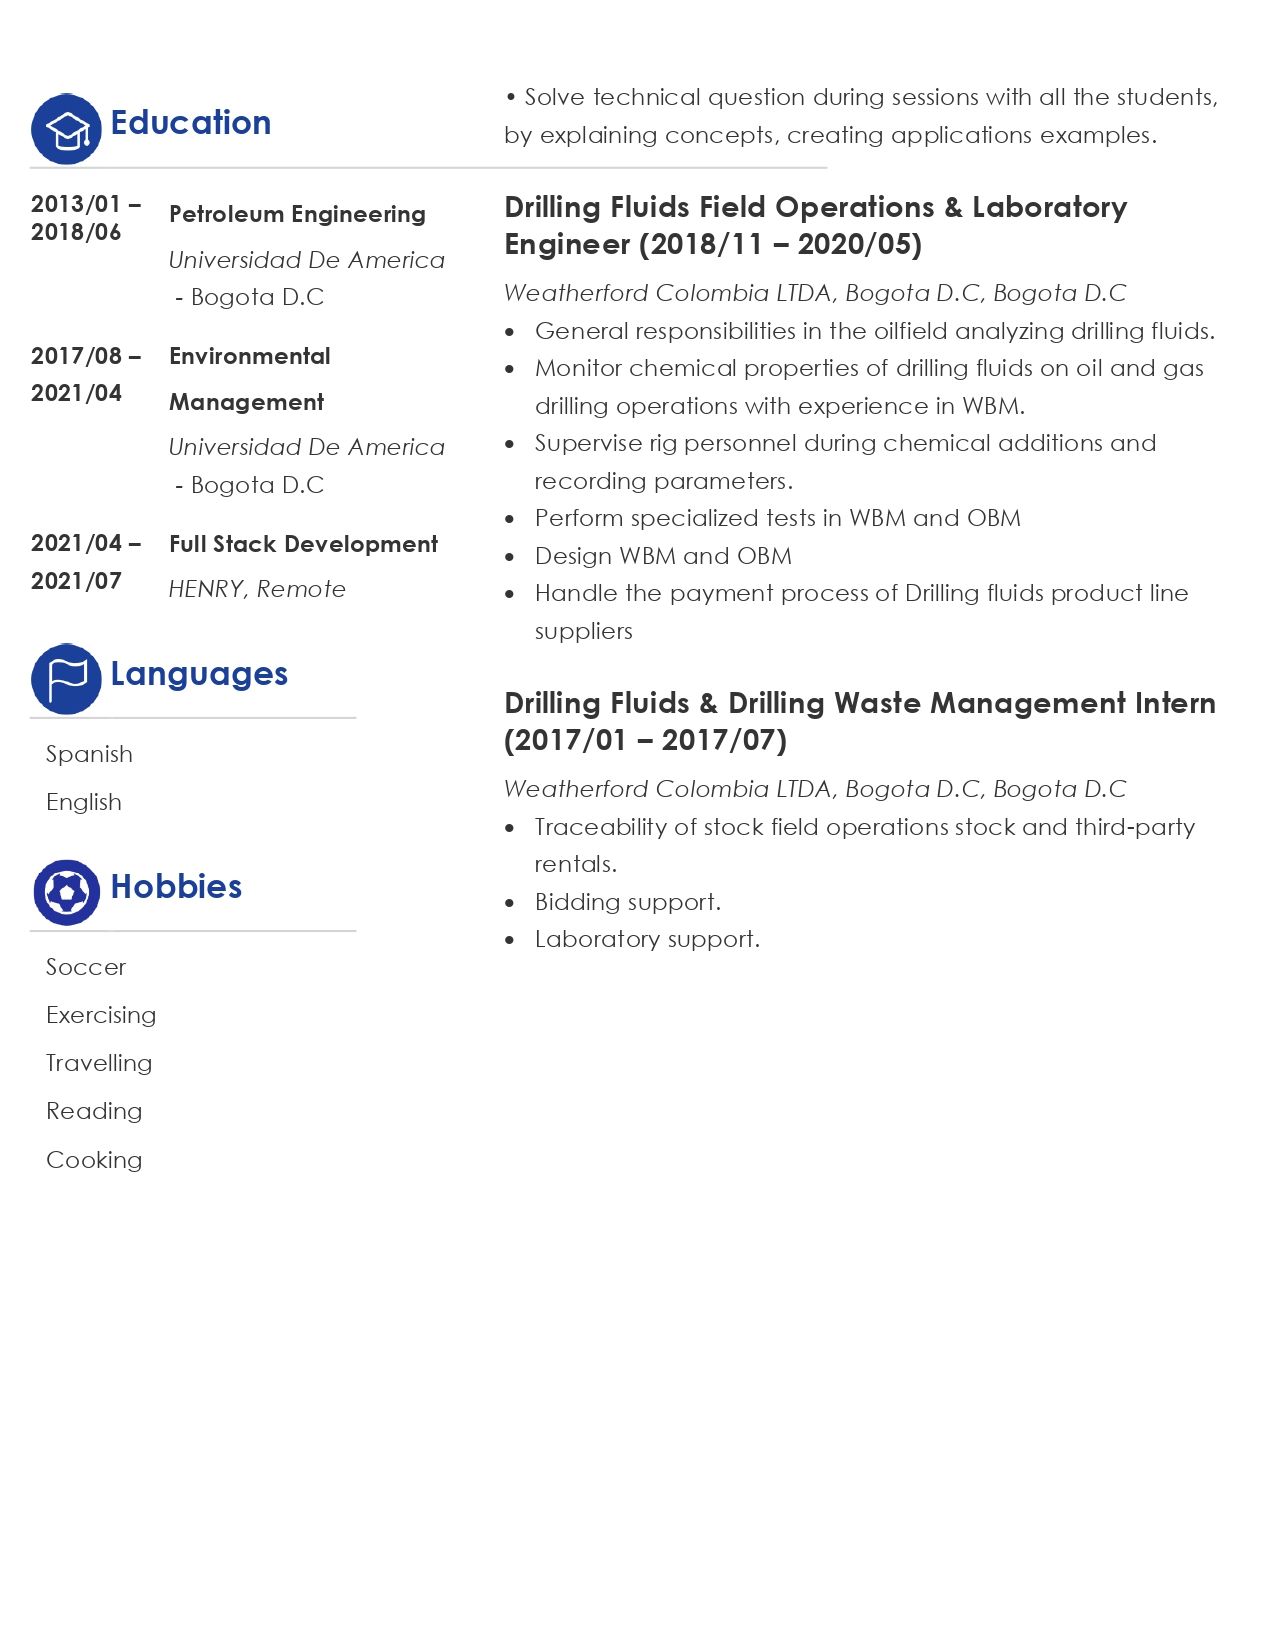 Education
2013/01 –
2018/06
Petroleum Engineering
Universidad De America
- Bogota D.C
2017/08 –
2021/04
Environmental
Management
Universidad De America
- Bogota D.C
2021/04 –
2021/07
Full Stack Development
HENRY, Remote
Languages
Spanish
English
Hobbies
Soccer
Exercising
Travelling
Reading
Cooking
• Solve technical question during sessions with all the students,
by explaining concepts, creating applications examples.
Drilling Fluids Field Operations & Laboratory
Engineer (2018/11 – 2020/05)
Weatherford Colombia LTDA, Bogota D.C, Bogota D.C
• General responsibilities in the oilfield analyzing drilling fluids.
• Monitor chemical properties of drilling fluids on oil and gas
drilling operations with experience in WBM.
• Supervise rig personnel during chemical additions and
recording parameters.
• Perform specialized tests in WBM and OBM
• Design WBM and OBM
• Handle the payment process of Drilling fluids product line
suppliers
Drilling Fluids & Drilling Waste Management Intern
(2017/01 – 2017/07)
Weatherford Colombia LTDA, Bogota D.C, Bogota D.C
• Traceability of stock field operations stock and third-party
rentals.
• Bidding support.
• Laboratory support.